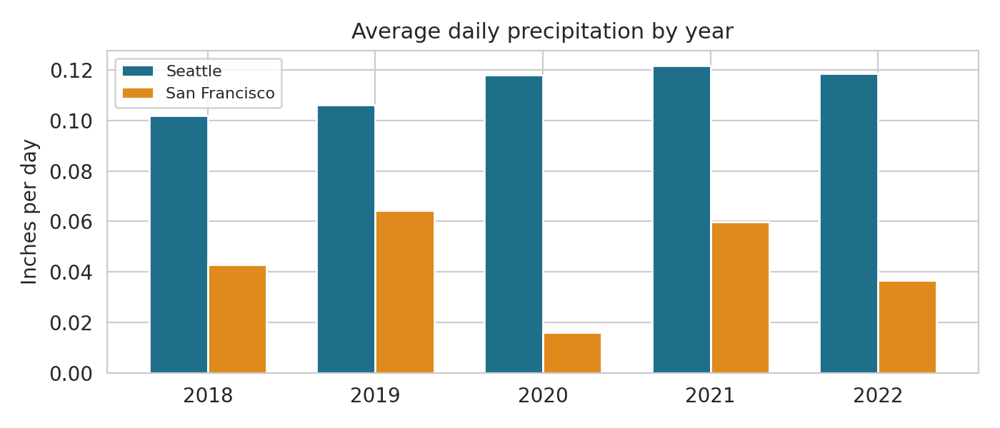 Average daily precipitation by year
Seattle
San Francisco
Inches per day
0.12
0.10
0.08
0.06
0.04
0.02
0.00
2018 2019 2020 2021 2022